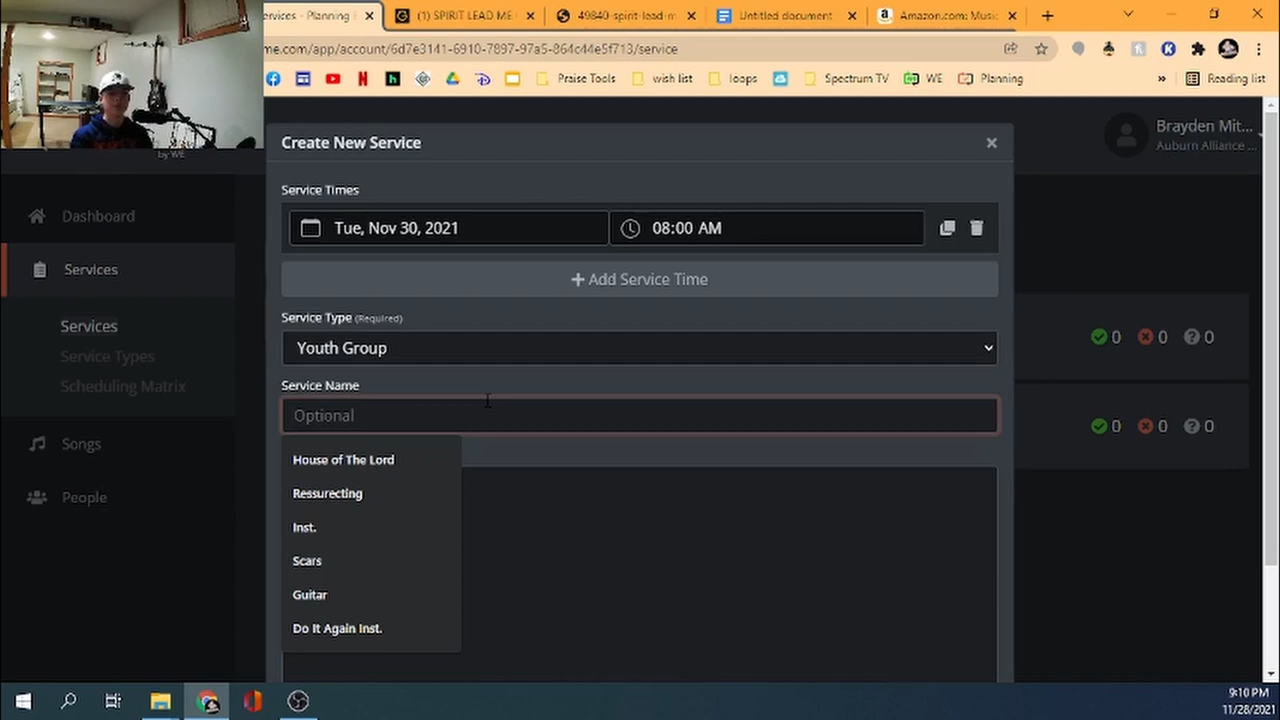 ervices - Planning
(1) SPIRIT LEAD ME
49840-spirit-lead-m
Untitled document
Amazon.com: Musi
me.com/app/account/6d7e3141-6910-7897-97a5-864c44e5f713/service
Praise Tools
wish list
loops
Spectrum TV
WE
Planning
»
Reading list
by WE
Brayden Mit...
Auburn Alliance ...
Create New Service
Service Times
Tue, Nov 30, 2021
08:00 AM
+ Add Service Time
Service Type (Required)
Youth Group
Service Name
Optional
House of The Lord
Ressurecting
Inst.
Scars
Guitar
Do It Again Inst.
Dashboard
Services
Services
Service Types
Scheduling Matrix
Songs
People
0 0 0
0 0 0
9:10 PM
11/28/2021